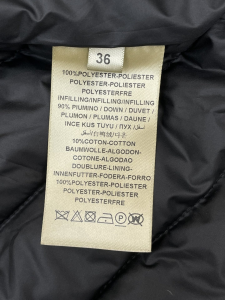 36
100%POLYESTER-POLIESTER
POLYESTER-POLIESTER
POLYESTERFRE
INFILLING/INFILLING/INFILLING
90% PIUMINO / DOWN / DUVET /
PLUMON / PLUMAS / DAUNE /
INCE KUS TUYU / ПУХ /
10%COTON-COTTON
BAUMWOLLE-ALGODON-
COTONE-ALGODAO
DOUBLURE-LINING-
INNENFUTTER-FODERA-FORRO
100%POLYESTER-POLIESTER
POLYESTER-POLIESTER
POLYESTERFRE